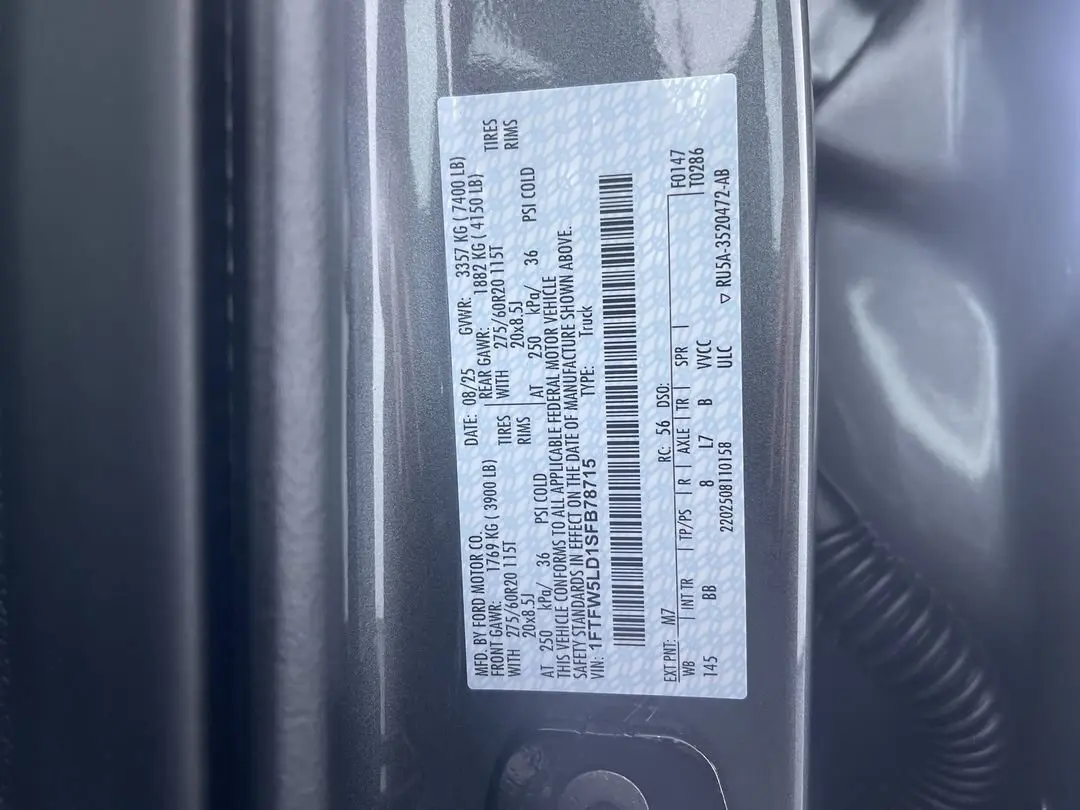 MFD. BY FORD MOTOR CO. DATE: 08/25 GVWR: 3357 KG ( 7400 LB)
FRONT GAWR: 1769 KG ( 3900 LB) REAR GAWR: 1882 KG ( 4150 LB)
WITH 275/60R20 115T TIRES WITH 275/60R20 115T TIRES
20x8.5J RIMS 20x8.5J RIMS
AT 250 kPa/ 36 PSI COLD AT 250 kPa/ 36 PSI COLD
THIS VEHICLE CONFORMS TO ALL APPLICABLE FEDERAL MOTOR VEHICLE
SAFETY STANDARDS IN EFFECT ON THE DATE OF MANUFACTURE SHOWN ABOVE.
VIN: 1FTFW5LD1SFB78715 TYPE: Truck
EXT PNT: M7 RC: 56 DSO: F0147
WB INT TR TP/PS R AXLE TR SPR T0286
145 BB 8 L7 B VVCC
2202508110158 ULC ▽ RU5A-3520472-AB